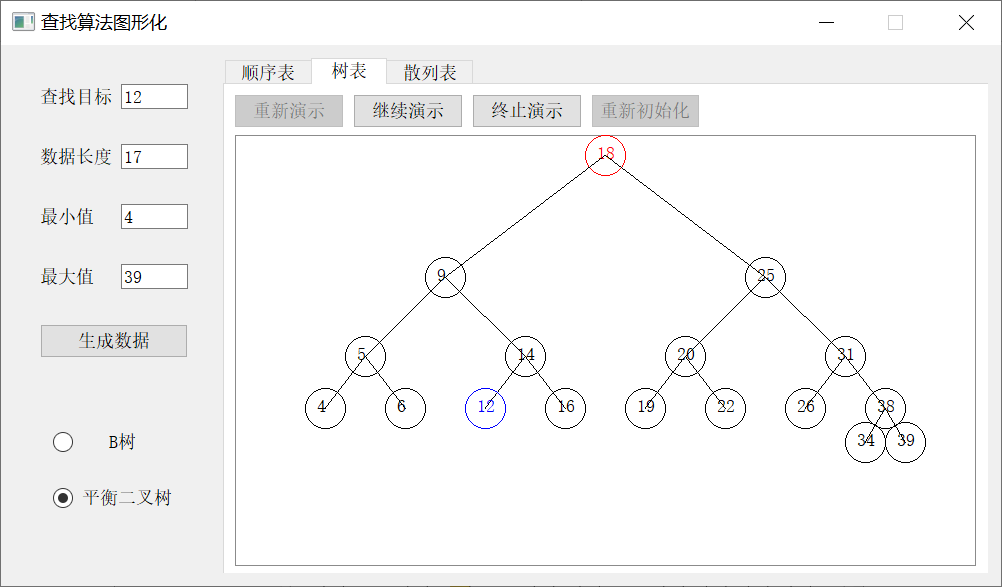 查找算法图形化
顺序表 树表 散列表
查找目标 12
重新演示 继续演示 终止演示 重新初始化
数据长度 17
最小值 4
最大值 39
生成数据
B树
平衡二叉树
18
9 25
5 14 20 31
4 6 12 16 19 22 26 38
34 39